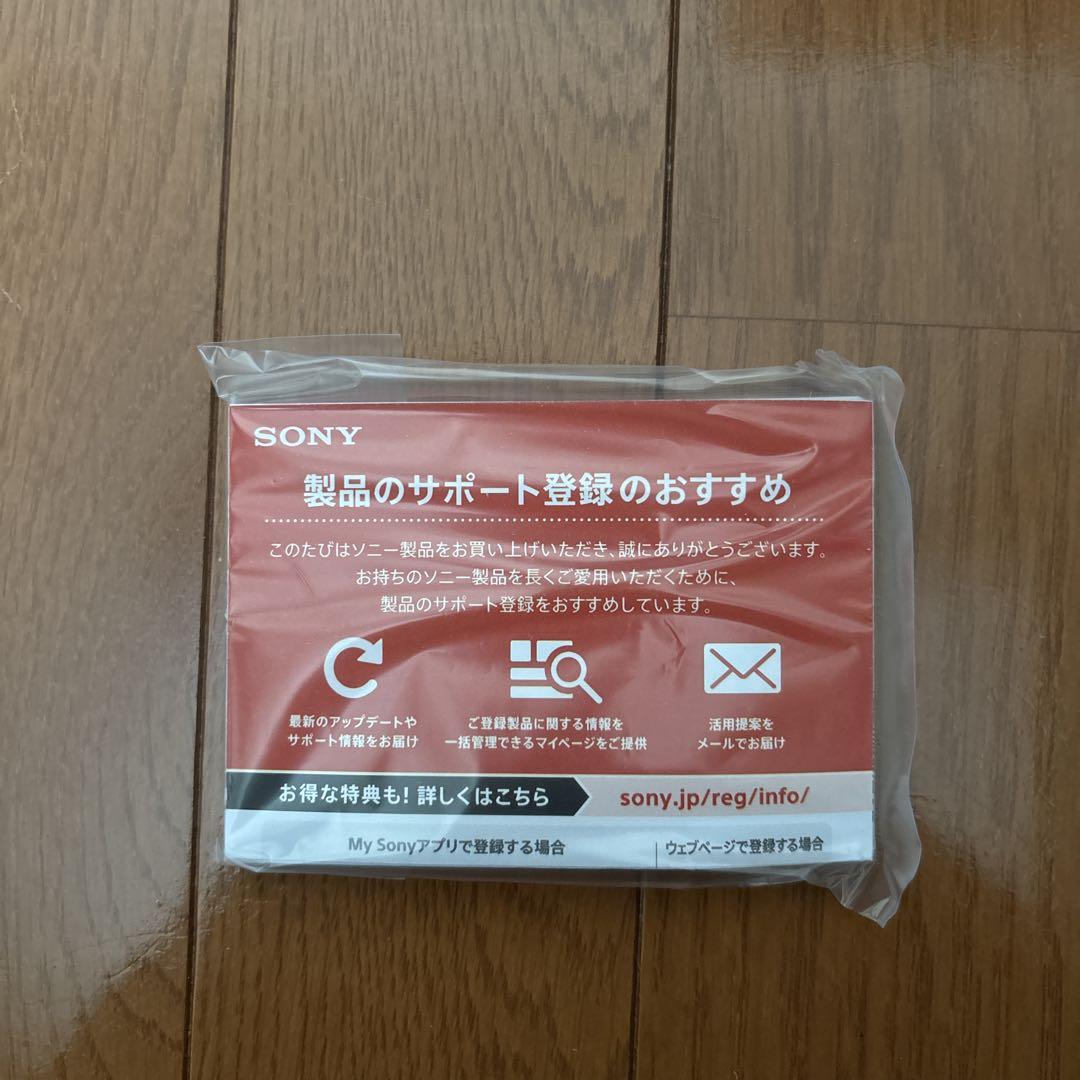 SONY
製品のサポート登録のおすすめ
このたびはソニー製品をお買い上げいただき、誠にありがとうございます。
お持ちのソニー製品を長くご愛用いただくために、
製品のサポート登録をおすすめしています。
最新のアップデートや
サポート情報をお届け
ご登録製品に関する情報を
一括管理できるマイページをご提供
活用提案を
メールでお届け
お得な特典も! 詳しくはこちら
sony.jp/reg/info/
My Sonyアプリで登録する場合
ウェブページで登録する場合